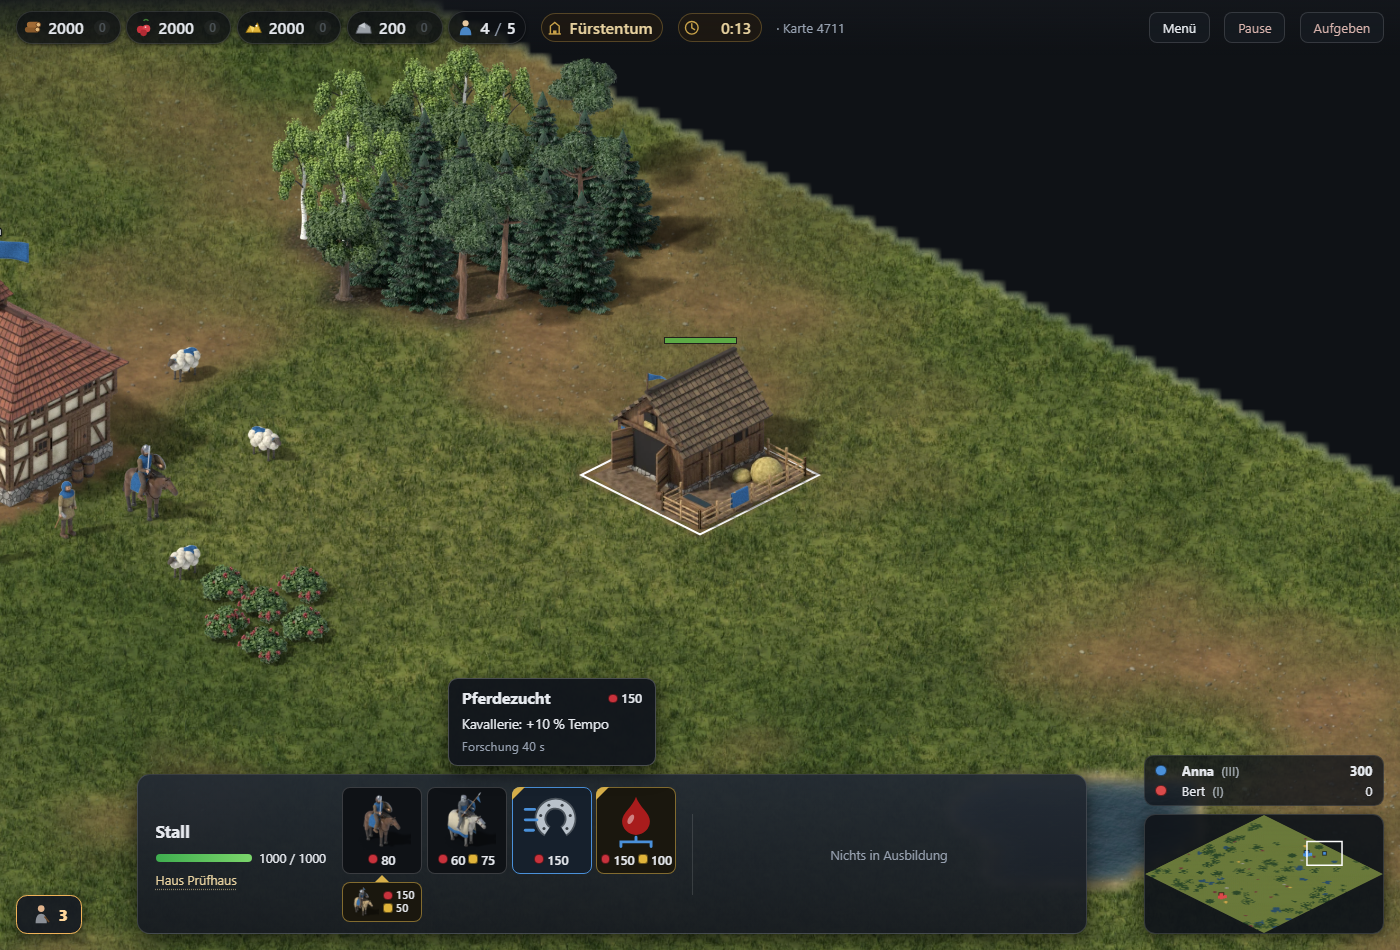 2000 0 2000 0 2000 0 200 0 4 / 5 Fürstentum 0:13 · Karte 4711 Menü Pause Aufgeben
Pferdezucht 150
Kavallerie: +10 % Tempo
Forschung 40 s
Anna (III) 300
Bert (I) 0
Stall
1000 / 1000
Haus Prüfhaus
80 60 75 150 150 100
150
50
Nichts in Ausbildung
3